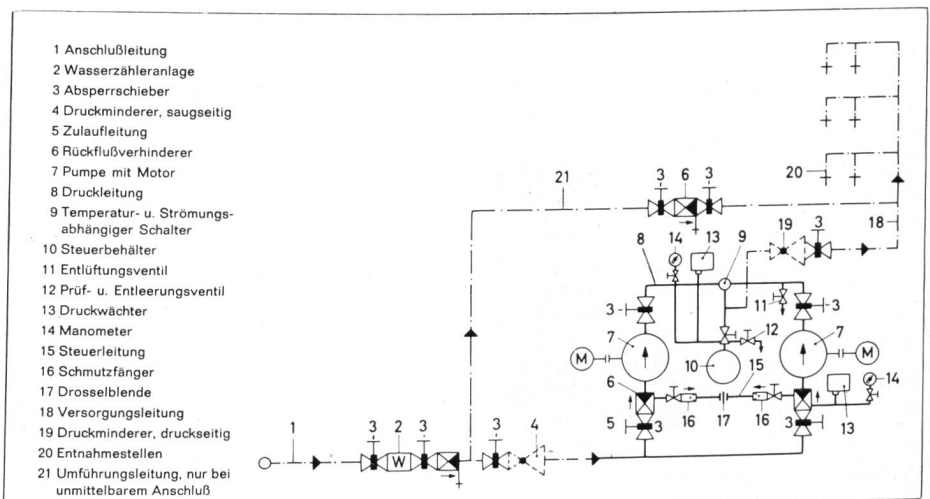 1 Anschlußleitung
2 Wasserzähleranlage
3 Absperrschieber
4 Druckminderer, saugseitig
5 Zulaufleitung
6 Rückflußverhinderer
7 Pumpe mit Motor
8 Druckleitung
9 Temperatur- u. Strömungs-
abhängiger Schalter
10 Steuerbehälter
11 Entlüftungsventil
12 Prüf- u. Entleerungsventil
13 Druckwächter
14 Manometer
15 Steuerleitung
16 Schmutzfänger
17 Drosselblende
18 Versorgungsleitung
19 Druckminderer, druckseitig
20 Entnahmestellen
21 Umführungsleitung, nur bei
unmittelbarem Anschluß
20
21 3 6 3
14 13 9 19 3 18
8
3 11 3
7 12 7
M 10 M
6 15 14
16 17 16 13
5 3 3
1 3 2 3 3 4
W